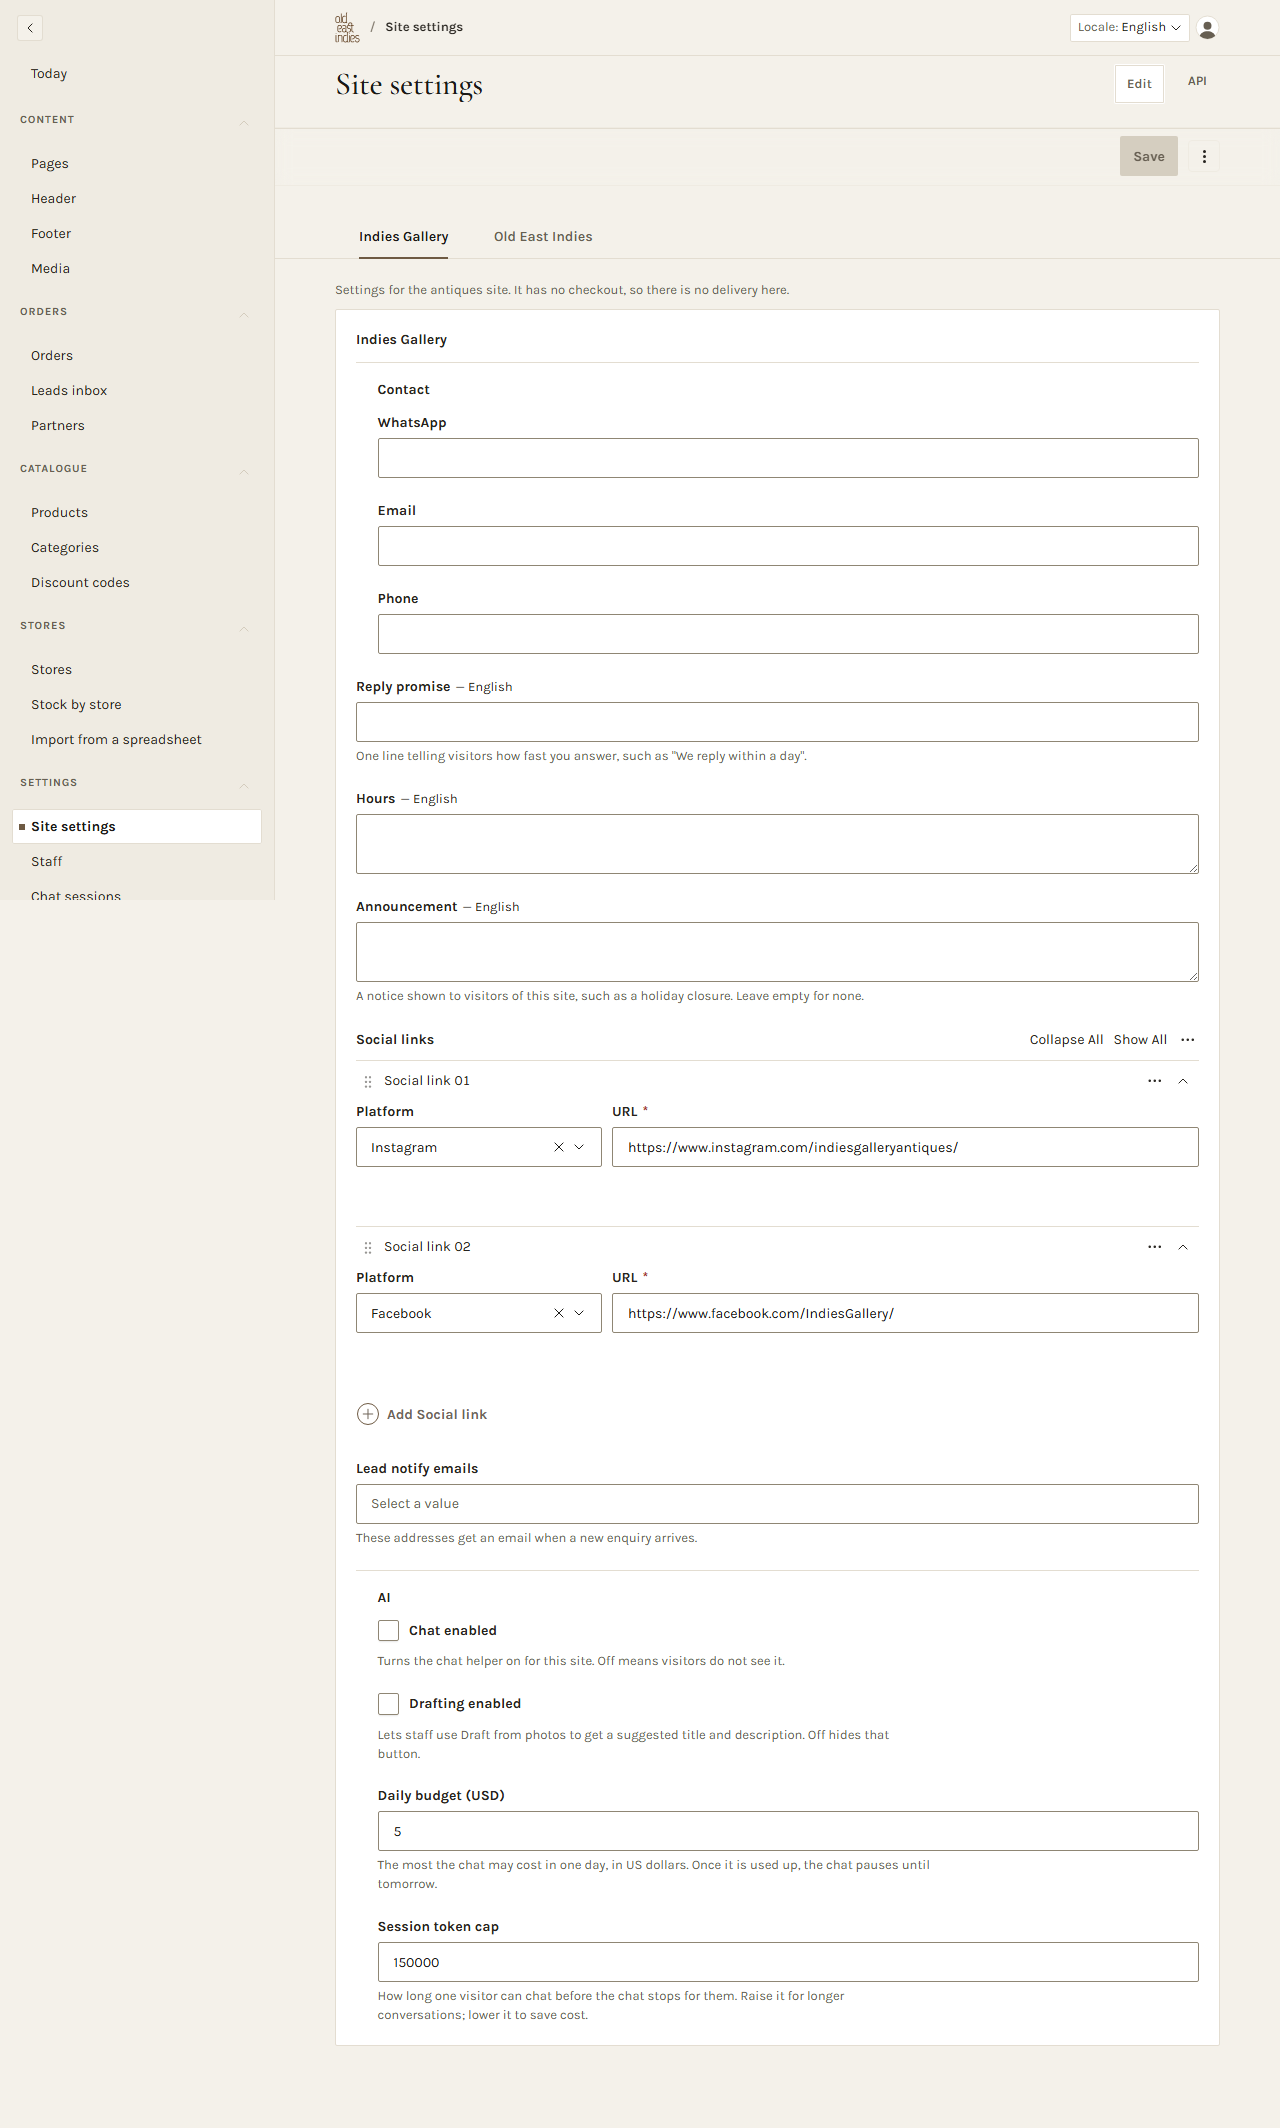 old
east
indies
/ Site settings
Locale: English
Today
Site settings
Edit
API
CONTENT
Save
Pages
Header
Footer
Media
Indies Gallery
Old East Indies
Settings for the antiques site. It has no checkout, so there is no delivery here.
ORDERS
Orders
Leads inbox
Partners
CATALOGUE
Products
Categories
Discount codes
STORES
Stores
Stock by store
Import from a spreadsheet
SETTINGS
Site settings
Staff
Chat sessions
Indies Gallery
Contact
WhatsApp
Email
Phone
Reply promise — English
One line telling visitors how fast you answer, such as "We reply within a day".
Hours — English
Announcement — English
A notice shown to visitors of this site, such as a holiday closure. Leave empty for none.
Social links
Collapse All Show All
Social link 01
Platform
URL *
Instagram
https://www.instagram.com/indiesgalleryantiques/
Social link 02
Platform
URL *
Facebook
https://www.facebook.com/IndiesGallery/
Add Social link
Lead notify emails
Select a value
These addresses get an email when a new enquiry arrives.
AI
Chat enabled
Turns the chat helper on for this site. Off means visitors do not see it.
Drafting enabled
Lets staff use Draft from photos to get a suggested title and description. Off hides that
button.
Daily budget (USD)
5
The most the chat may cost in one day, in US dollars. Once it is used up, the chat pauses until
tomorrow.
Session token cap
150000
How long one visitor can chat before the chat stops for them. Raise it for longer
conversations; lower it to save cost.